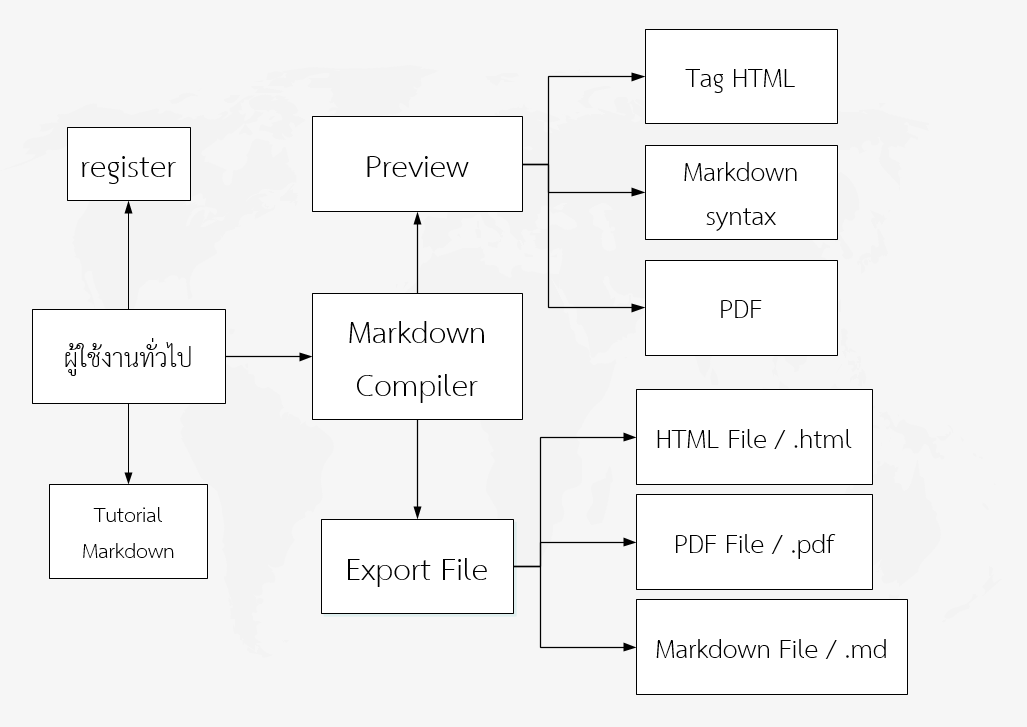 register
ผู้ใช้งานทั่วไป
Tutorial
Markdown
Preview
Markdown
Compiler
Export File
Tag HTML
Markdown
syntax
PDF
HTML File / .html
PDF File / .pdf
Markdown File / .md